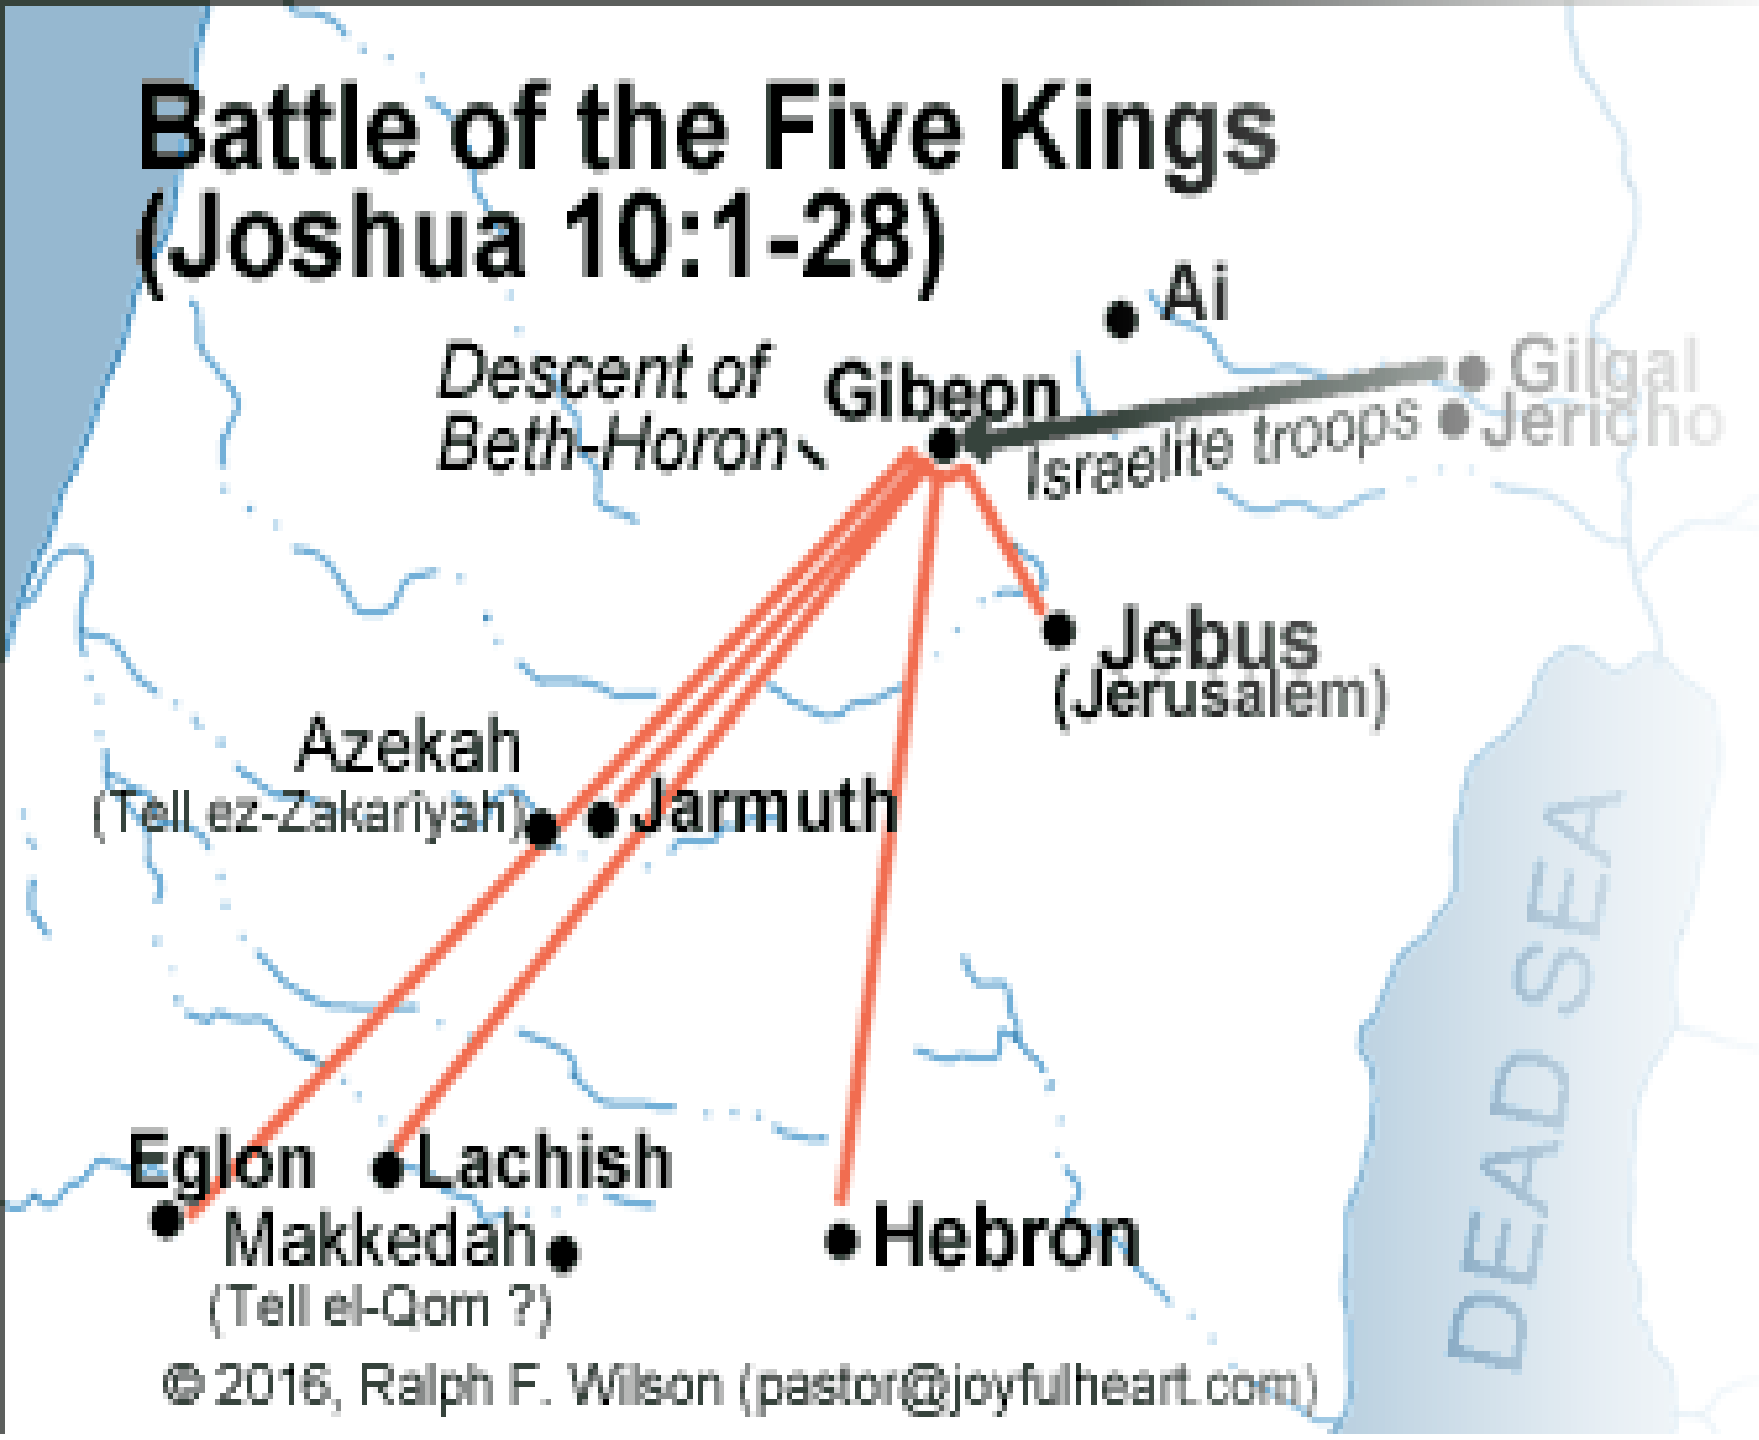 Battle of the Five Kings
(Joshua 10:1-28)
Ai
Descent of
Beth-Horon
Gibeon
Gilgal
Jericho
Israelite troops
Jebus
(Jerusalem)
Azekah
(Tell ez-Zakariyah)
Jarmuth
DEAD SEA
Eglon
Lachish
Makkedah
(Tell el-Qom ?)
Hebron
© 2016, Ralph F. Wilson (pastor@joyfulheart.com)